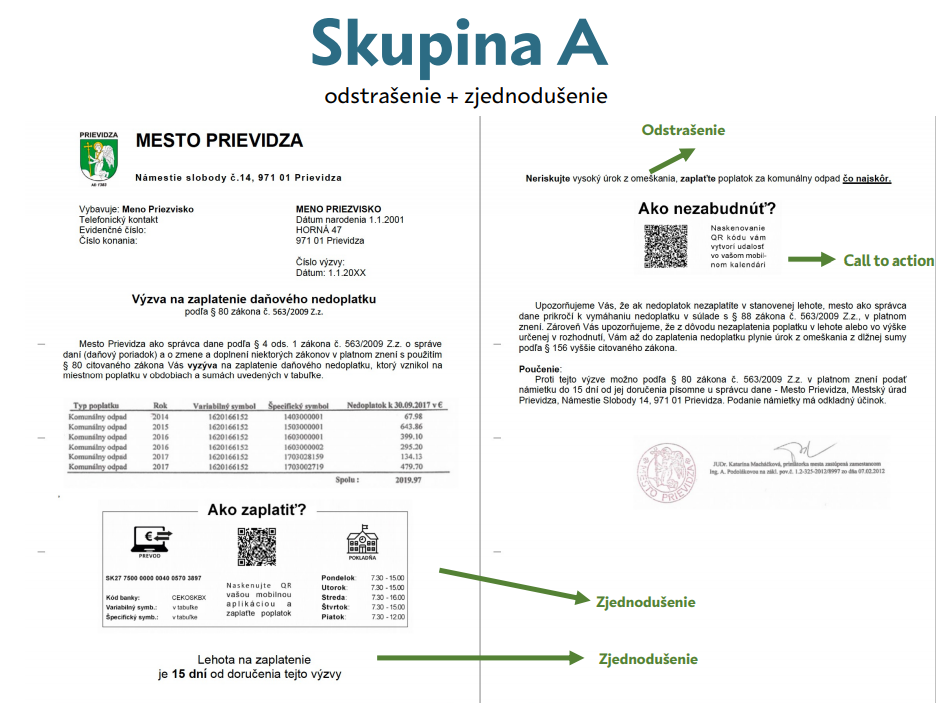 Skupina A
odstrašenie + zjednodušenie
PRIEVIDZA
MESTO PRIEVIDZA
Námestie slobody č.14, 971 01 Prievidza
Vybavuje: Meno Priezvisko
Telefonický kontakt
Evidenčné číslo:
Číslo konania:
MENO PRIEZVISKO
Dátum narodenia 1.1.2001
HORNÁ 47
971 01 Prievidza
Číslo výzvy:
Dátum: 1.1.20XX
Výzva na zaplatenie daňového nedoplatku
podľa § 80 zákona č. 563/2009 Z.z.
Mesto Prievidza ako správca dane podľa § 4 ods. 1 zákona č. 563/2009 Z.z. o správe
daní (daňový poriadok) a o zmene a doplnení niektorých zákonov v platnom znení s použitím
§ 80 citovaného zákona Vás vyzýva na zaplatenie daňového nedoplatku, ktorý vznikol na
miestnom poplatku v obdobiach a sumách uvedených v tabuľke.
Typ poplatku Rok Variabilný symbol Špecifický symbol Nedoplatok k 30.09.2017 v €
Komunálny odpad 2014 1620166152 1403000001 67.98
Komunálny odpad 2015 1620166152 1503000001 643.86
Komunálny odpad 2016 1620166152 1603000001 399.10
Komunálny odpad 2016 1620166152 1603000002 295.20
Komunálny odpad 2017 1620166152 1703028159 134.13
Komunálny odpad 2017 1620166152 1703002719 479.70
Spolu : 2019.97
Ako zaplatiť?
PREVOD
SK27 7500 0000 0040 0570 3897
Kód banky: CEKOSKBX
Variabilný symb.: v tabuľke
Špecifický symb.: v tabuľke
Naskenujte QR
vašou mobilnou
aplikáciou a
zaplaťte poplatok
POKLADŇA
Pondelok: 7.30 - 15.00
Utorok: 7.30 - 15.00
Streda: 7.30 - 16.00
Štvrtok: 7.30 - 15.00
Piatok: 7.30 - 12.00
Lehota na zaplatenie
je 15 dní od doručenia tejto výzvy
Odstrašenie
Neriskujte vysoký úrok z omeškania, zaplaťte poplatok za komunálny odpad čo najskôr.
Ako nezabudnúť?
Naskenovanie
QR kódu vám
vytvorí udalosť
vo vašom mobil-
nom kalendári
Call to action
Upozorňujeme Vás, že ak nedoplatok nezaplatíte v stanovenej lehote, mesto ako správca
dane prikročí k vymáhaniu nedoplatku v súlade s § 88 zákona č. 563/2009 Z.z., v platnom
znení. Zároveň Vás upozorňujeme, že z dôvodu nezaplatenia poplatku v lehote alebo vo výške
určenej v rozhodnutí, Vám až do zaplatenia nedoplatku plynie úrok z omeškania z dlžnej sumy
podľa § 156 vyššie citovaného zákona.
Poučenie:
Proti tejto výzve možno podľa § 80 zákona č. 563/2009 Z.z. v platnom znení podať
námietku do 15 dní od jej doručenia písomne u správcu dane - Mesto Prievidza, Mestský úrad
Prievidza, Námestie Slobody 14, 971 01 Prievidza. Podanie námietky má odkladný účinok.
MESTO PRIEVIDZA
JUDr. Katarína Macháčková, primátorka mesta zastúpená zamestnancom
Ing. A. na zákl. pov.č. 1.2-325-2012/8997 zo dňa 07.02.2012
Zjednodušenie
Zjednodušenie